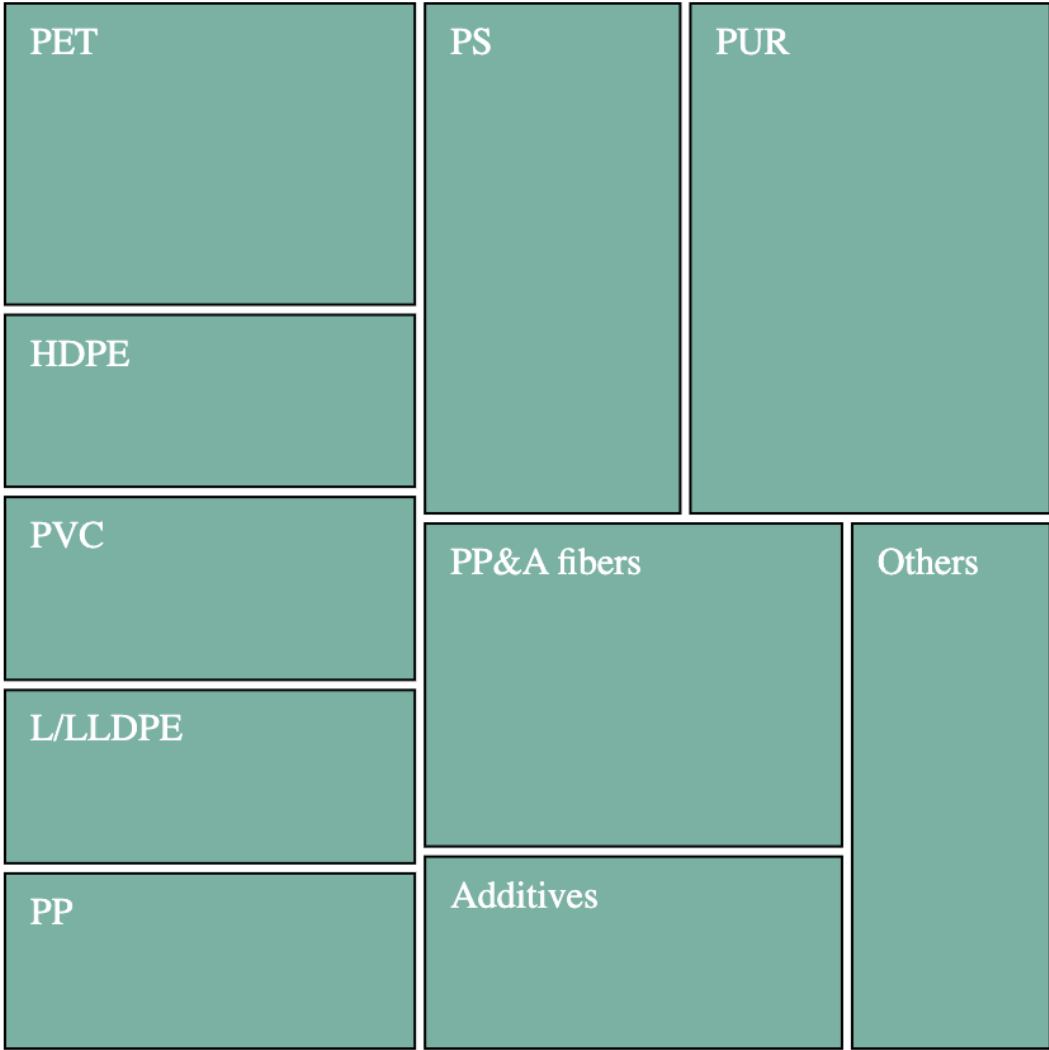 PET
PS
PUR
HDPE
PVC
PP&A fibers
Others
L/LLDPE
Additives
PP